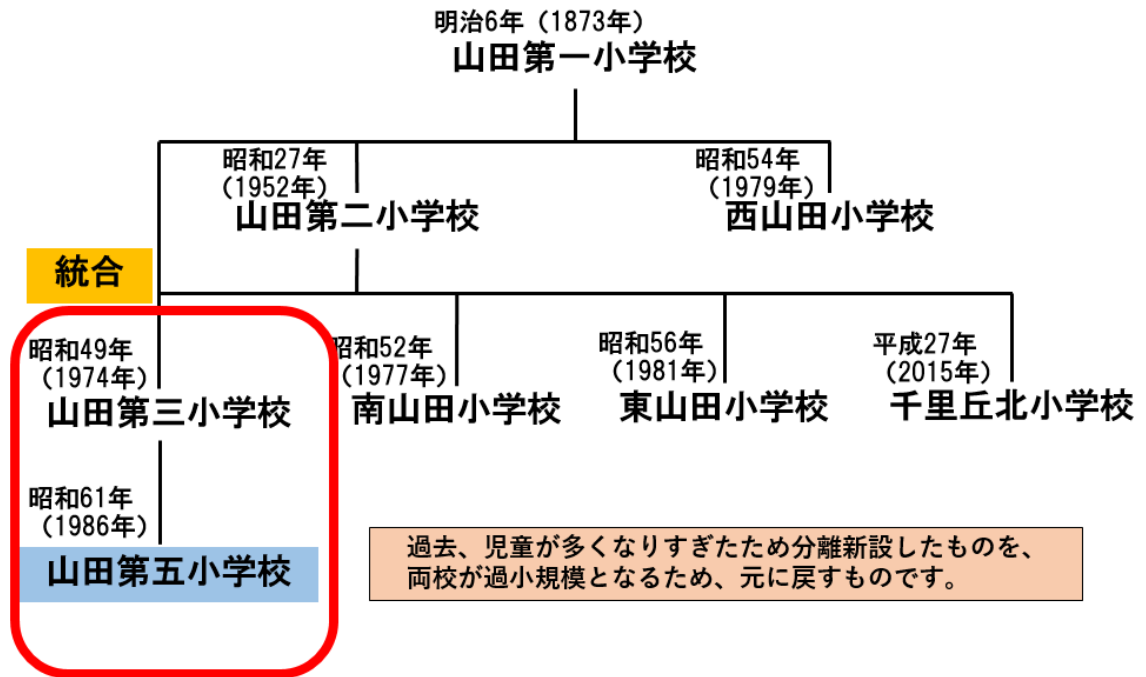 明治6年（1873年）
山田第一小学校
昭和27年
（1952年）
山田第二小学校
昭和54年
（1979年）
西山田小学校
統合
昭和49年
（1974年）
山田第三小学校
昭和52年
（1977年）
南山田小学校
昭和56年
（1981年）
東山田小学校
平成27年
（2015年）
千里丘北小学校
昭和61年
（1986年）
山田第五小学校
過去、児童が多くなりすぎたため分離新設したものを、
両校が過小規模となるため、元に戻すものです。